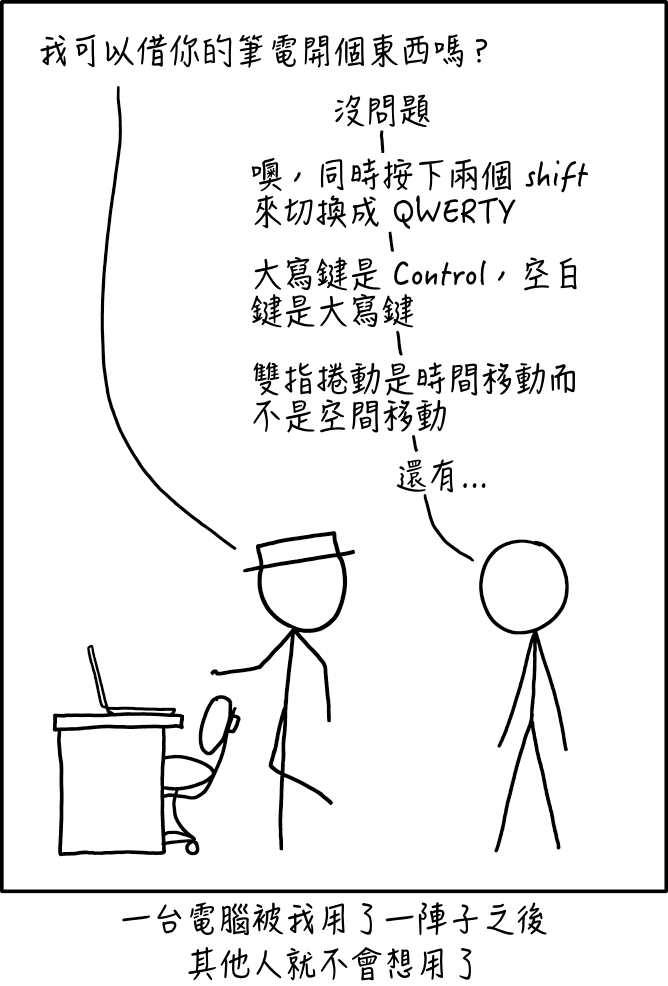 我可以借你的筆電開個東西嗎？
沒問題
噢，同時按下兩個 shift
來切換成 QWERTY
大寫鍵是 Control，空白
鍵是大寫鍵
雙指捲動是時間移動而
不是空間移動
還有...
一台電腦被我用了一陣子之後
其他人就不會想用了